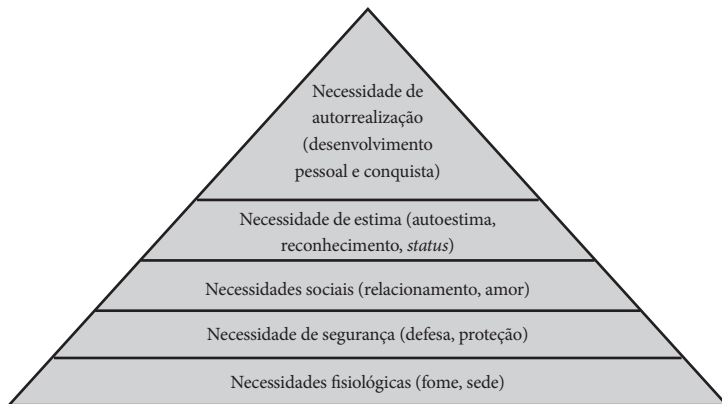 Necessidade de
autorrealização
(desenvolvimento
pessoal e conquista)
Necessidade de estima (autoestima,
reconhecimento, status)
Necessidades sociais (relacionamento, amor)
Necessidade de segurança (defesa, proteção)
Necessidades fisiológicas (fome, sede)